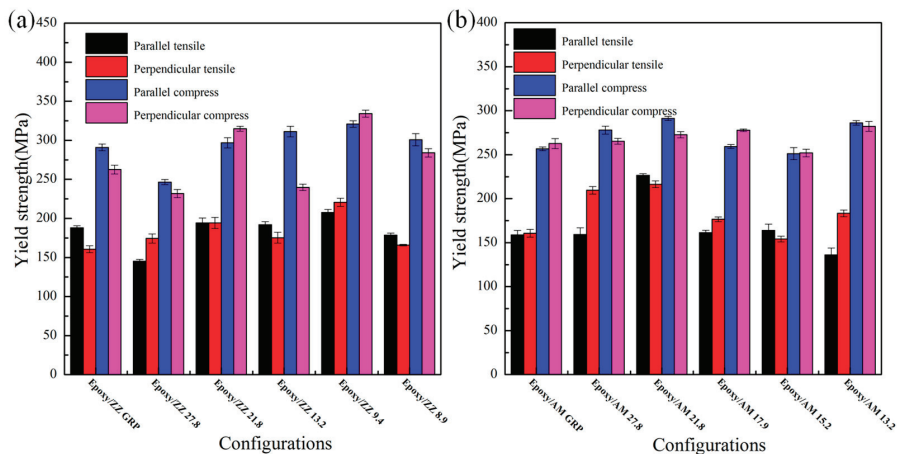 (a)
450
400
350
300
250
200
150
100
50
0
Yield strength(MPa)
Parallel tensile
Perpendicular tensile
Parallel compress
Perpendicular compress
Epoxy/ZZ GRP
Epoxy/ZZ 27.8
Epoxy/ZZ 21.8
Epoxy/ZZ 13.2
Epoxy/ZZ 9.4
Epoxy/ZZ 8.9
Configurations
(b)
400
350
300
250
200
150
100
50
0
Yield strength(MPa)
Parallel tensile
Perpendicular tensile
Parallel compress
Perpendicular compress
Epoxy/AM GRP
Epoxy/AM 27.8
Epoxy/AM 21.8
Epoxy/AM 17.9
Epoxy/AM 15.2
Epoxy/AM 13.2
Configurations